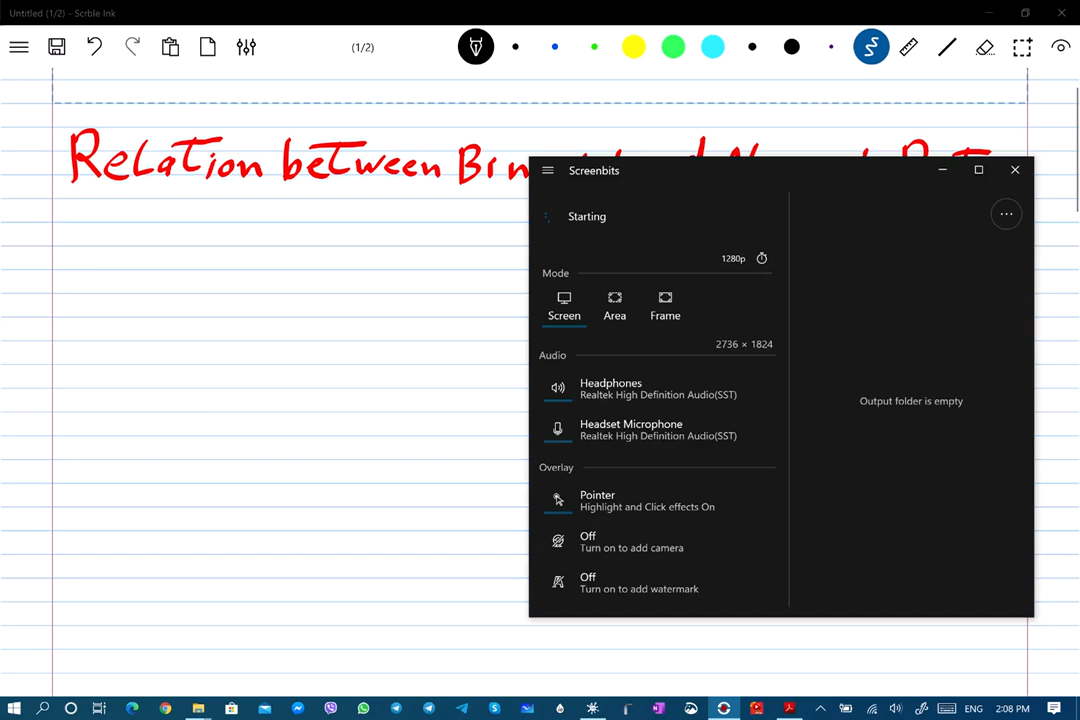 Untitled (1/2) - Scrble Ink
(1/2)
Relation between Bin
Screenbits
Starting
1280p
Mode
Screen
Area
Frame
2736 × 1824
Audio
Headphones
Realtek High Definition Audio(SST)
Headset Microphone
Realtek High Definition Audio(SST)
Overlay
Pointer
Highlight and Click effects On
Off
Turn on to add camera
Off
Turn on to add watermark
Output folder is empty
ENG
2:08 PM